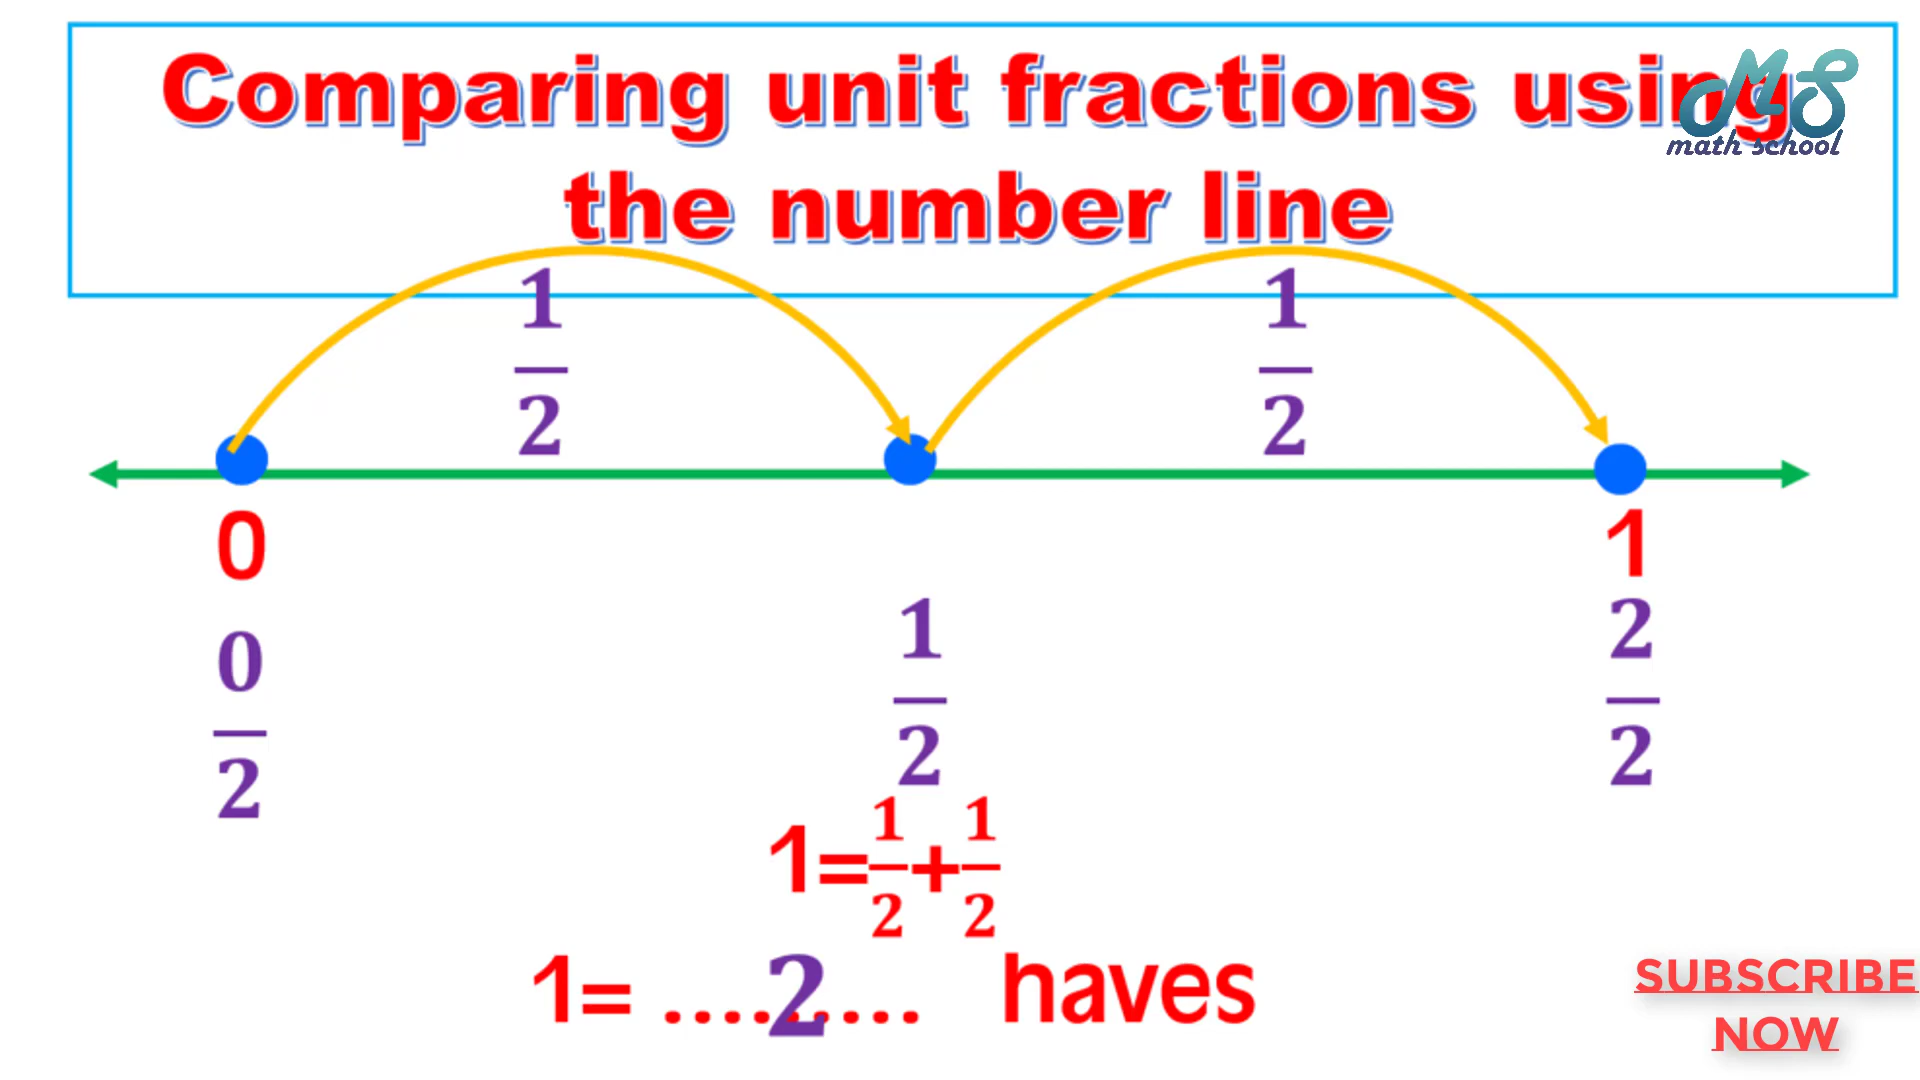 Comparing unit fractions using
the number line
MS
math school
1/2 1/2
0 1
0/2 1/2 2/2
1=1/2+1/2
1= ....2.... haves
SUBSCRIBE
NOW